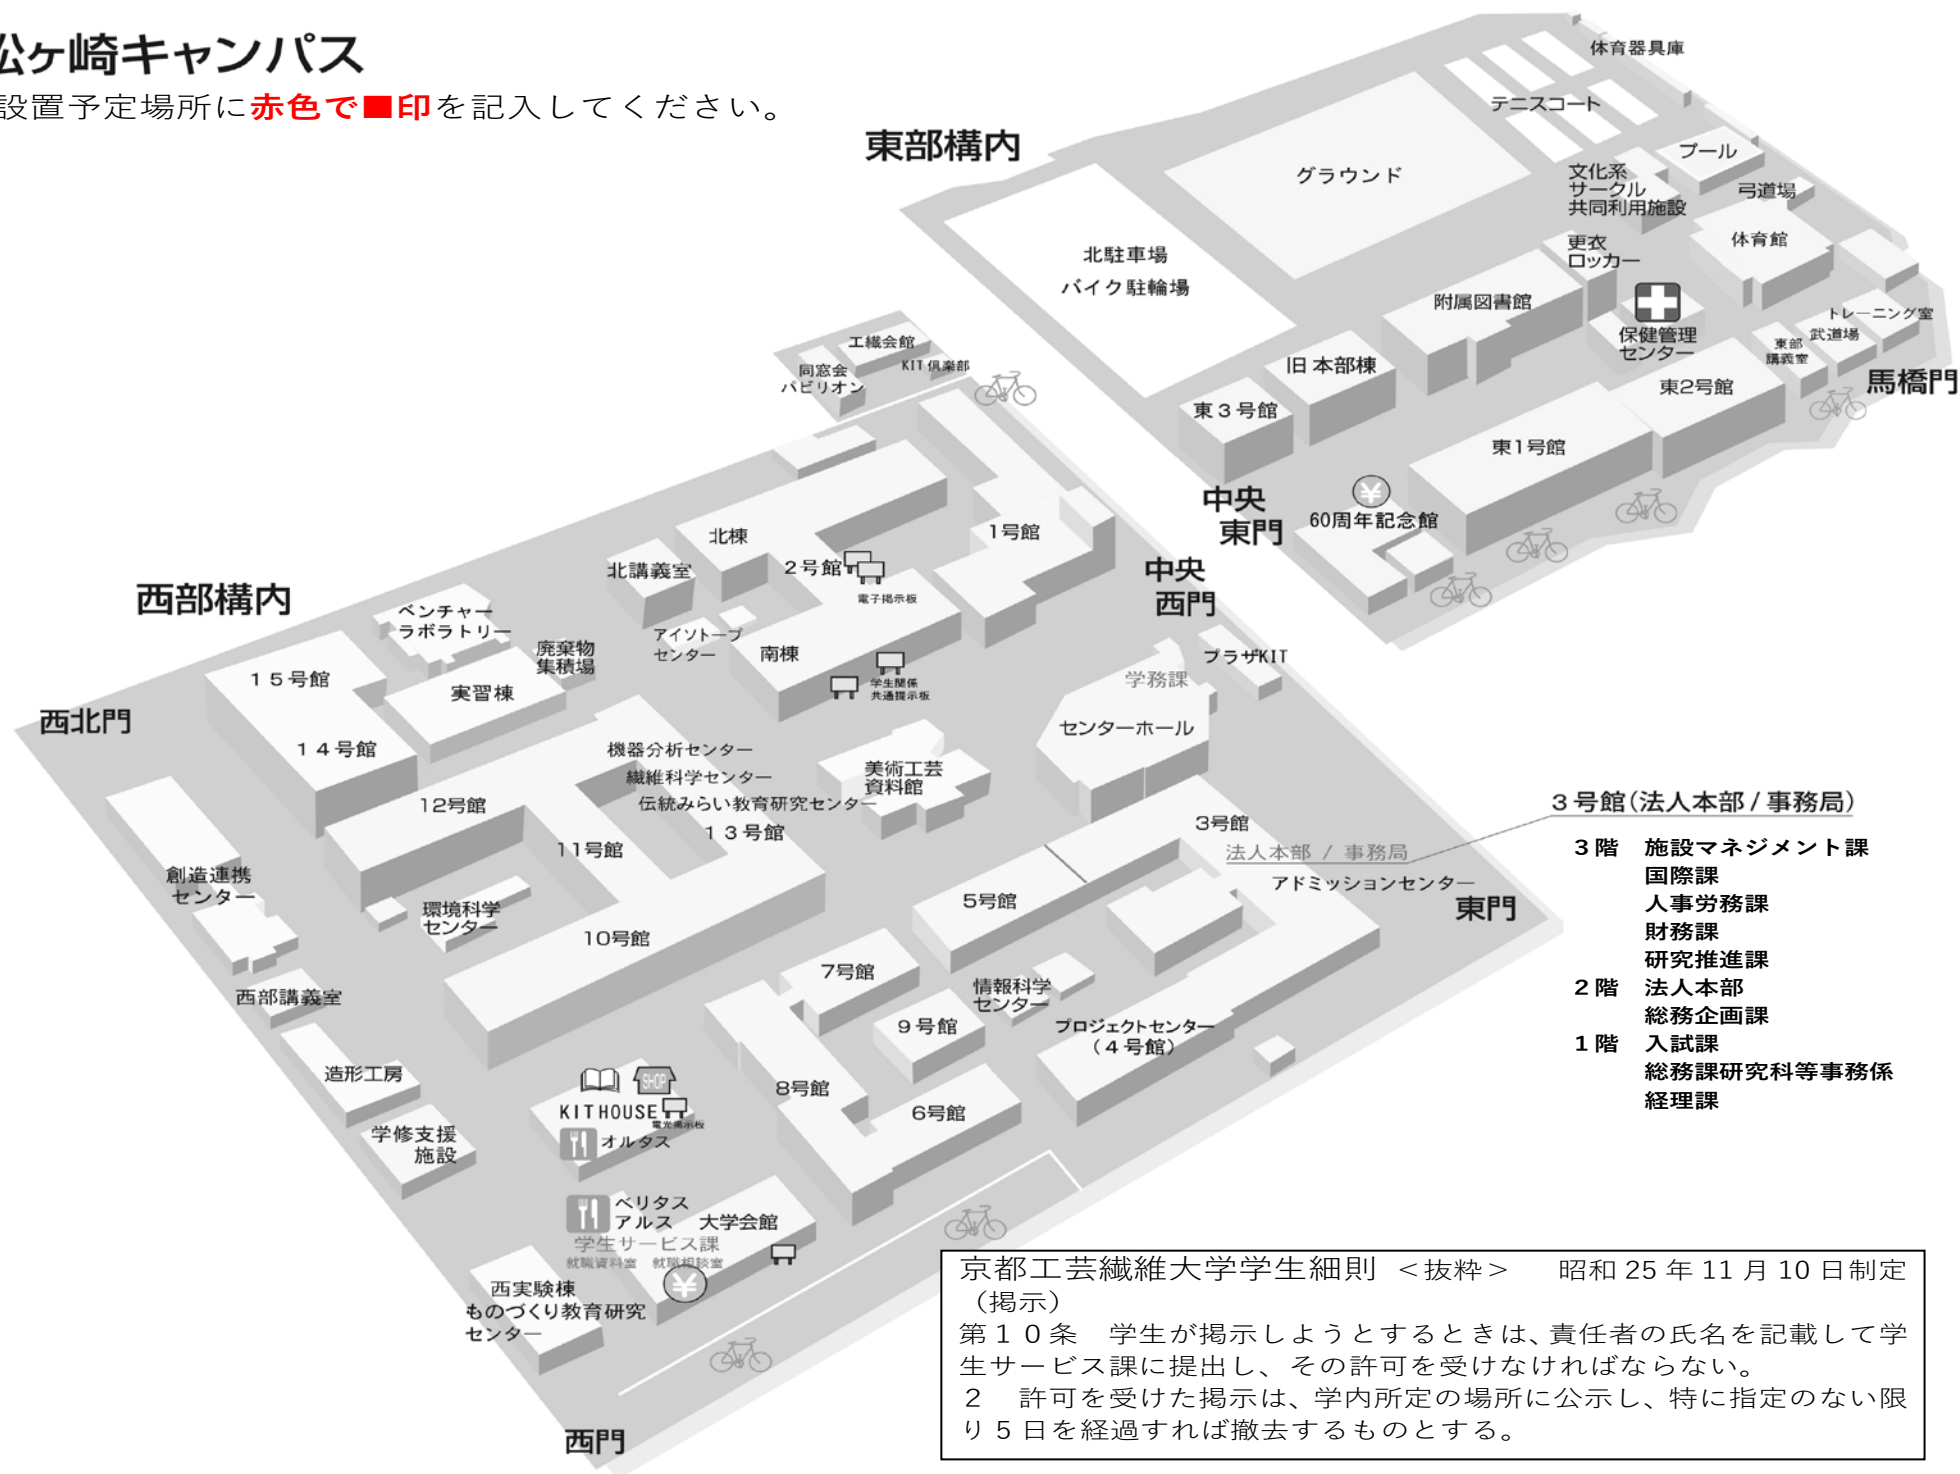 松ヶ崎キャンパス
設置予定場所に赤色で■印を記入してください。
東部構内
体育器具庫
テニスコート
グラウンド
プール
文化系
サークル
共同利用施設
弓道場
体育館
更衣
ロッカー
北駐車場
バイク駐輪場
附属図書館
保健管理
センター
トレーニング室
武道場
東部
講義室
馬橋門
工繊会館
KIT倶楽部
同窓会
パビリオン
旧本部棟
東3号館
東2号館
東1号館
中央
東門
¥
60周年記念館
北棟
1号館
2号館
北講義室
電子掲示板
中央
西門
西部構内
ベンチャー
ラボラトリー
廃棄物
集積場
アイソトープ
センター
南棟
学生関係
共通提示板
プラザKIT
学務課
センターホール
15号館
実習棟
西北門
14号館
機器分析センター
繊維科学センター
伝統みらい教育研究センター
13号館
美術工芸
資料館
12号館
11号館
3号館
法人本部 / 事務局
アドミッションセンター
東門
創造連携
センター
環境科学
センター
10号館
5号館
7号館
情報科学
センター
西部講義室
9号館
プロジェクトセンター
(4号館)
造形工房
SHOP
KIT HOUSE
電光掲示板
オルタス
8号館
6号館
学修支援
施設
ベリタス
アルス
大学会館
学生サービス課
就職資料室 就職相談室
¥
西実験棟
ものづくり教育研究
センター
西門
3号館(法人本部/事務局)
3階 施設マネジメント課
国際課
人事労務課
財務課
研究推進課
2階 法人本部
総務企画課
1階 入試課
総務課研究科等事務係
経理課
京都工芸繊維大学学生細則 <抜粋> 昭和25年11月10日制定
(掲示)
第10条 学生が掲示しようとするときは、責任者の氏名を記載して学
生サービス課に提出し、その許可を受けなければならない。
2 許可を受けた掲示は、学内所定の場所に公示し、特に指定のない限
り5日を経過すれば撤去するものとする。